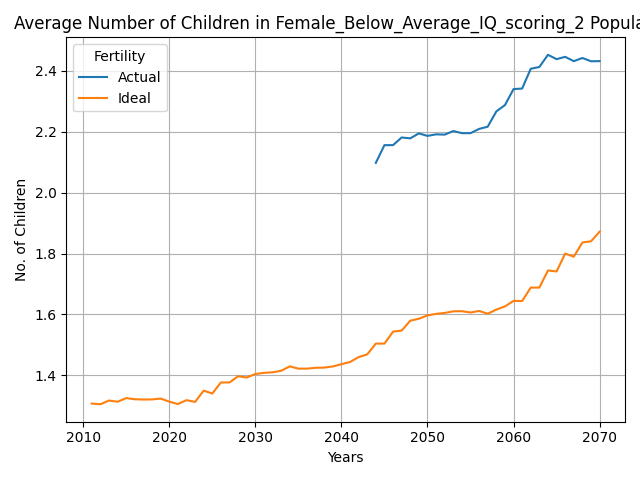 Average Number of Children in Female_Below_Average_IQ_scoring_2 Popula
Fertility
Actual
Ideal
No. of Children
2.4
2.2
2.0
1.8
1.6
1.4
2010 2020 2030 2040 2050 2060 2070
Years